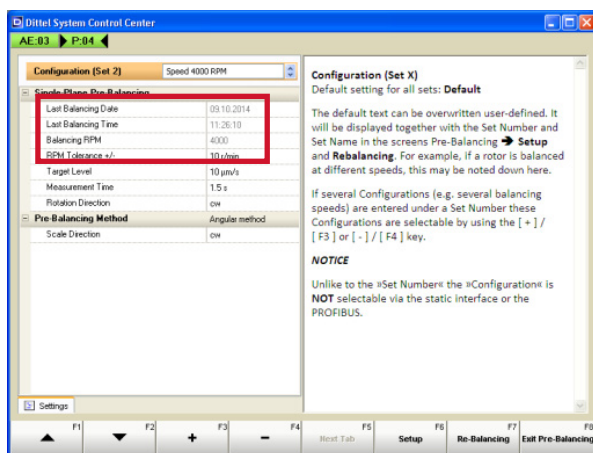 Dittel System Control Center
AE:03 P:04
Configuration (Set 2) Speed 4000 RPM
Single-Plane Pre-Balancing
Last Balancing Date 09.10.2014
Last Balancing Time 11:26:10
Balancing RPM 4000
RPM Tolerance +/- 10 r/min
Target Level 10 µm/s
Measurement Time 1.5 s
Rotation Direction cw
Pre-Balancing Method Angular method
Scale Direction cw
Settings
Configuration (Set X)
Default setting for all sets: Default
The default text can be overwritten user-defined. It
will be displayed together with the Set Number and
Set Name in the screens Pre-Balancing ➔ Setup
and Rebalancing. For example, if a rotor is balanced
at different speeds, this may be noted down here.
If several Configurations (e.g. several balancing
speeds) are entered under a Set Number these
Configurations are selectable by using the [ + ] /
[ F3 ] or [ - ] / [ F4 ] key.
NOTICE
Unlike to the »Set Number« the »Configuration« is
NOT selectable via the static interface or the
PROFIBUS.
F1 F2 F3 F4 F5 F6 F7 F8
+ - Next Tab Setup Re-Balancing Exit Pre-Balancing